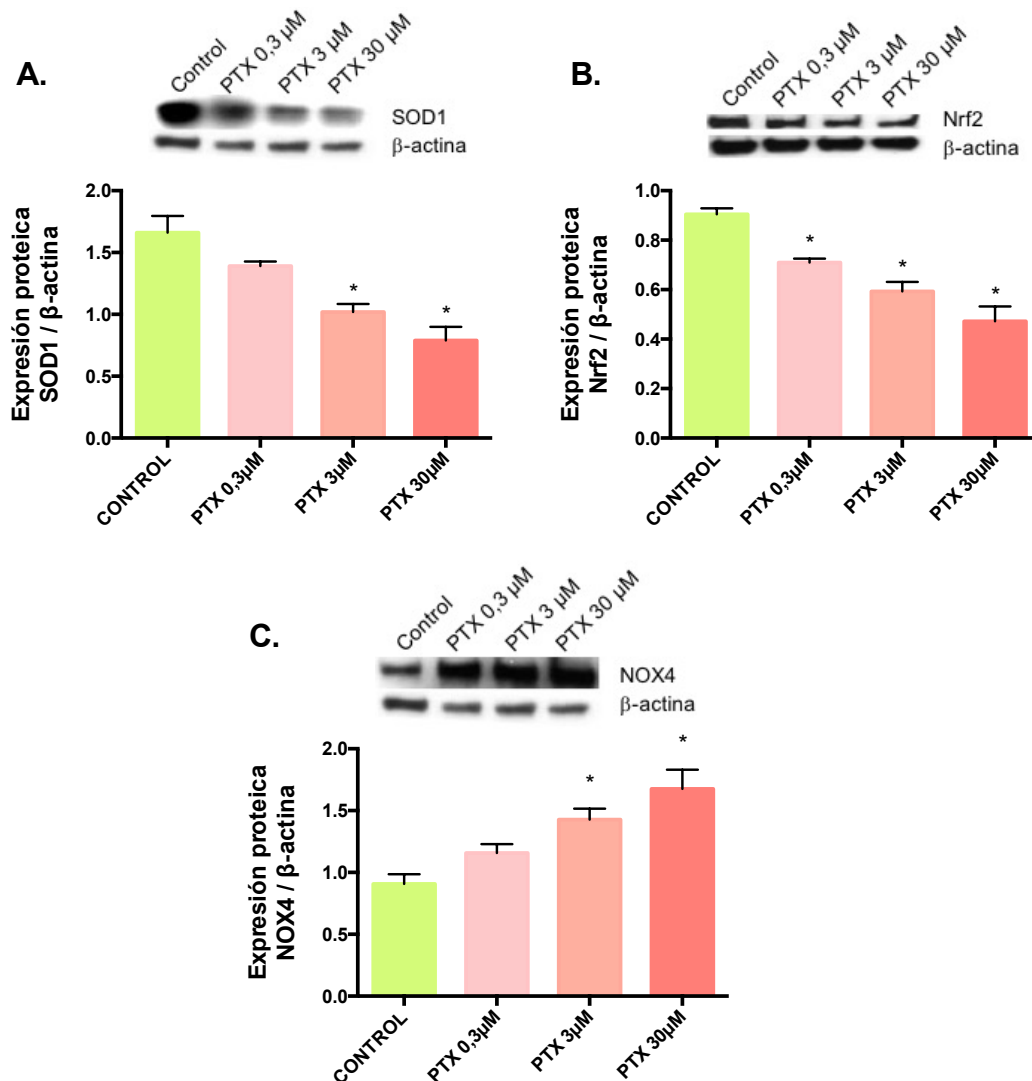 A.
Control
PTX 0,3 µM
PTX 3 µM
PTX 30 µM
SOD1
β-actina
Expresión proteica
SOD1 / β-actina
2.0
1.5
1.0
0.5
0.0
*
*
CONTROL
PTX 0,3µM
PTX 3µM
PTX 30µM
B.
Control
PTX 0,3 µM
PTX 3 µM
PTX 30 µM
Nrf2
β-actina
Expresión proteica
Nrf2 / β-actina
1.0
0.8
0.6
0.4
0.2
0.0
*
*
*
CONTROL
PTX 0,3µM
PTX 3µM
PTX 30µM
C.
Control
PTX 0,3 µM
PTX 3 µM
PTX 30 µM
NOX4
β-actina
Expresión proteica
NOX4 / β-actina
2.0
1.5
1.0
0.5
0.0
*
*
CONTROL
PTX 0,3µM
PTX 3µM
PTX 30µM